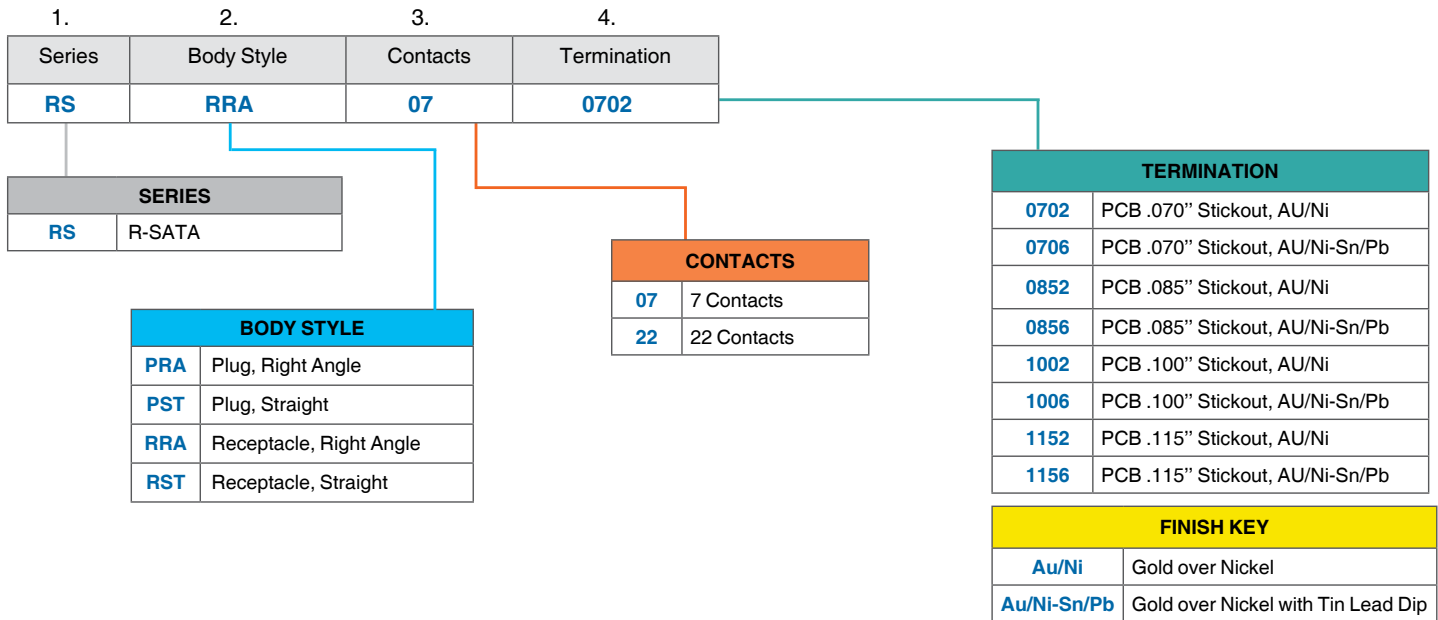 1. 2. 3. 4.
Series Body Style Contacts Termination
RS RRA 07 0702
SERIES
RS R-SATA
BODY STYLE
PRA Plug, Right Angle
PST Plug, Straight
RRA Receptacle, Right Angle
RST Receptacle, Straight
CONTACTS
07 7 Contacts
22 22 Contacts
TERMINATION
0702 PCB .070’’ Stickout, AU/Ni
0706 PCB .070’’ Stickout, AU/Ni-Sn/Pb
0852 PCB .085’’ Stickout, AU/Ni
0856 PCB .085’’ Stickout, AU/Ni-Sn/Pb
1002 PCB .100’’ Stickout, AU/Ni
1006 PCB .100’’ Stickout, AU/Ni-Sn/Pb
1152 PCB .115’’ Stickout, AU/Ni
1156 PCB .115’’ Stickout, AU/Ni-Sn/Pb
FINISH KEY
Au/Ni Gold over Nickel
Au/Ni-Sn/Pb Gold over Nickel with Tin Lead Dip